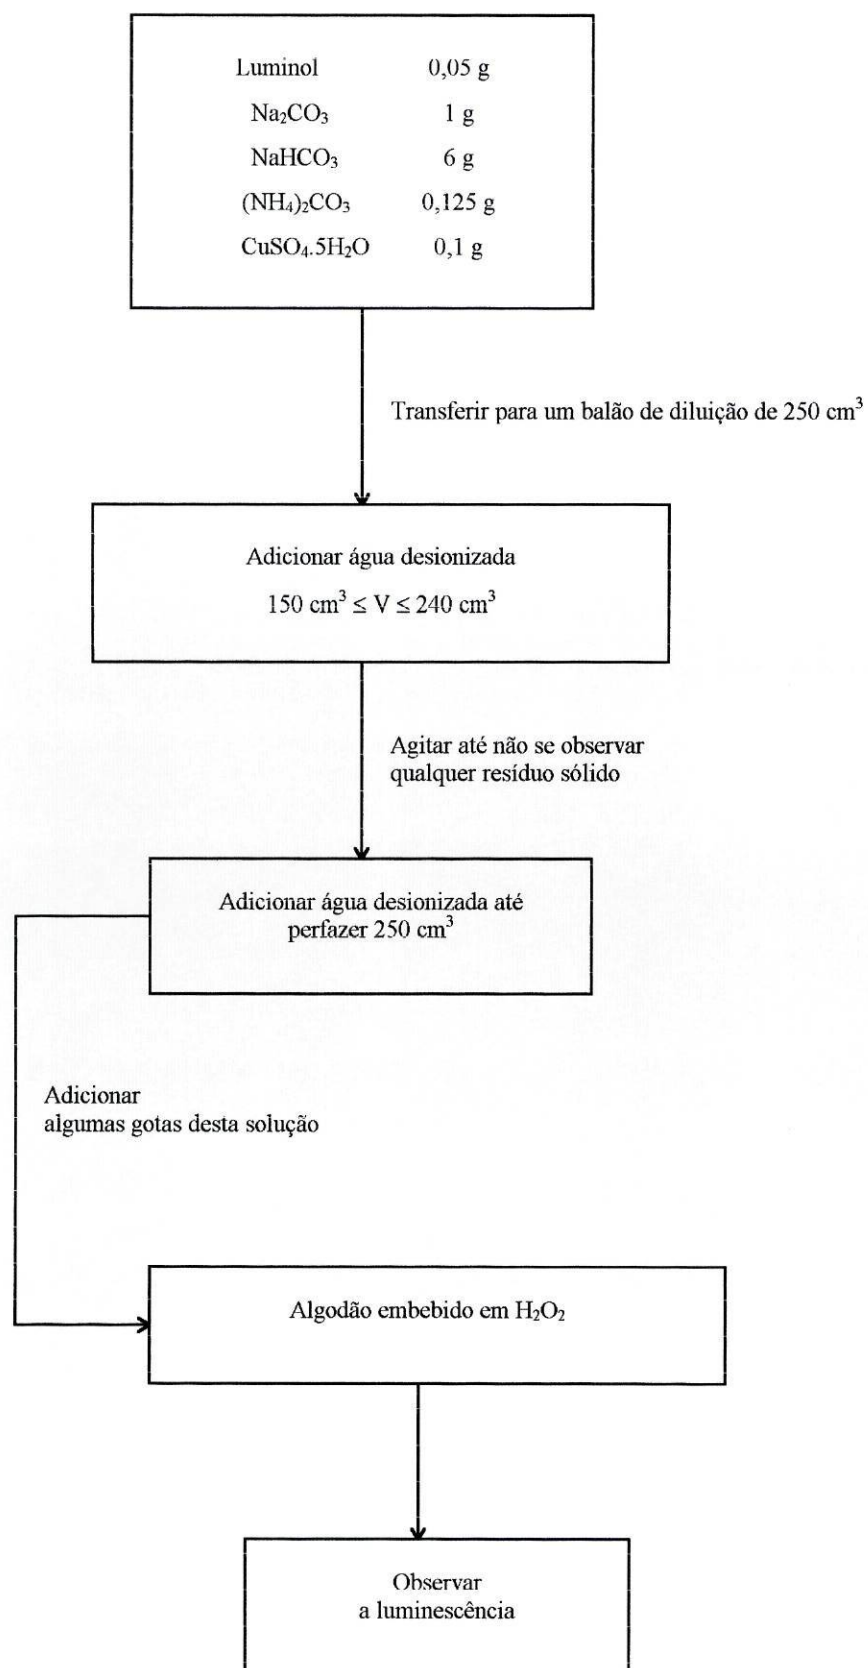 Luminol 0,05 g
Na₂CO₃ 1 g
NaHCO₃ 6 g
(NH₄)₂CO₃ 0,125 g
CuSO₄.5H₂O 0,1 g
Transferir para um balão de diluição de 250 cm³
Adicionar água desionizada
150 cm³ ≤ V ≤ 240 cm³
Agitar até não se observar
qualquer resíduo sólido
Adicionar água desionizada até
perfazer 250 cm³
Adicionar
algumas gotas desta solução
Algodão embebido em H₂O₂
Observar
a luminescência